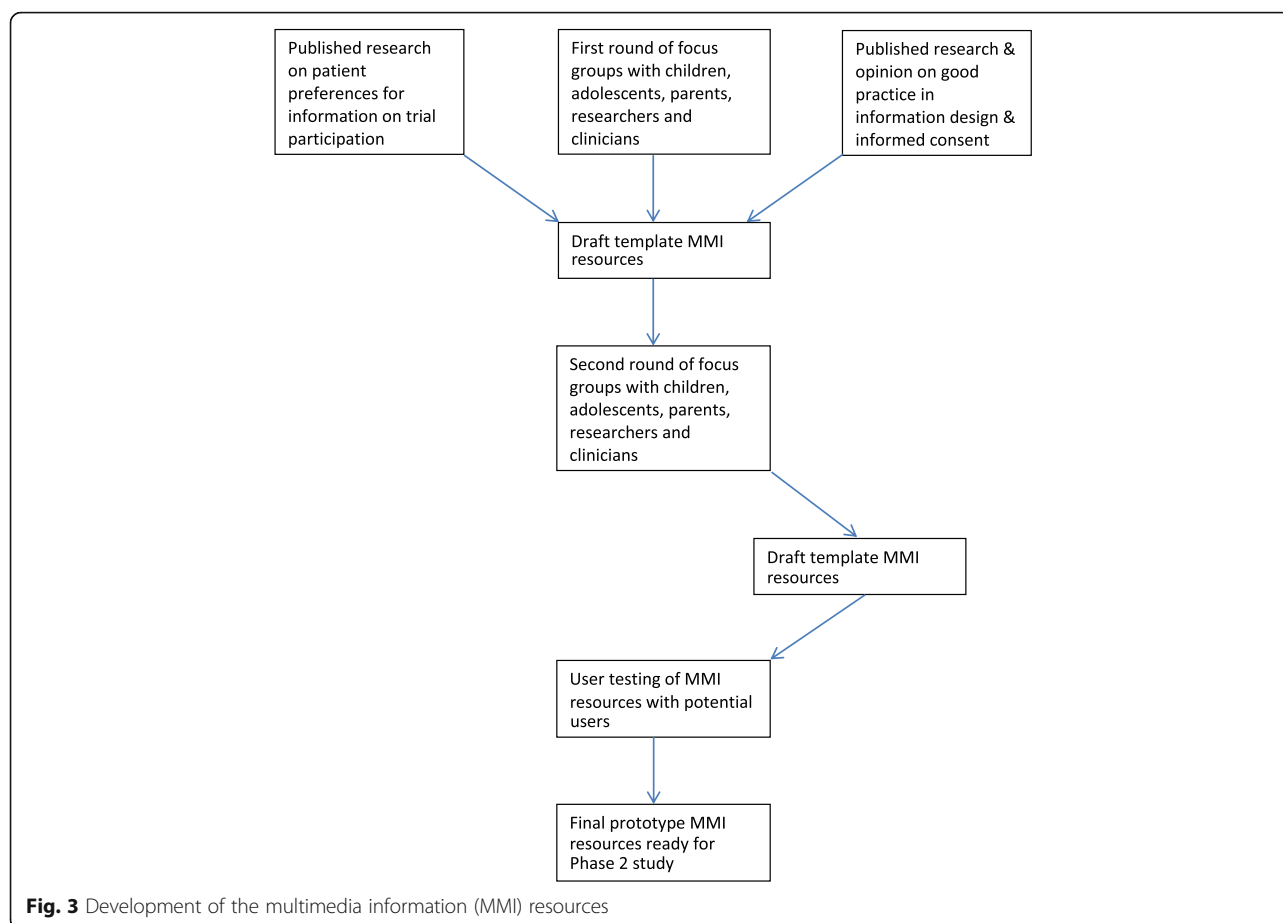 Published research
on patient
preferences for
information on trial
participation
First round of focus
groups with children,
adolescents, parents,
researchers and
clinicians
Published research &
opinion on good
practice in
information design &
informed consent
Draft template MMI
resources
Second round of focus
groups with children,
adolescents, parents,
researchers and
clinicians
Draft template MMI
resources
User testing of MMI
resources with potential
users
Final prototype MMI
resources ready for
Phase 2 study
Fig. 3 Development of the multimedia information (MMI) resources